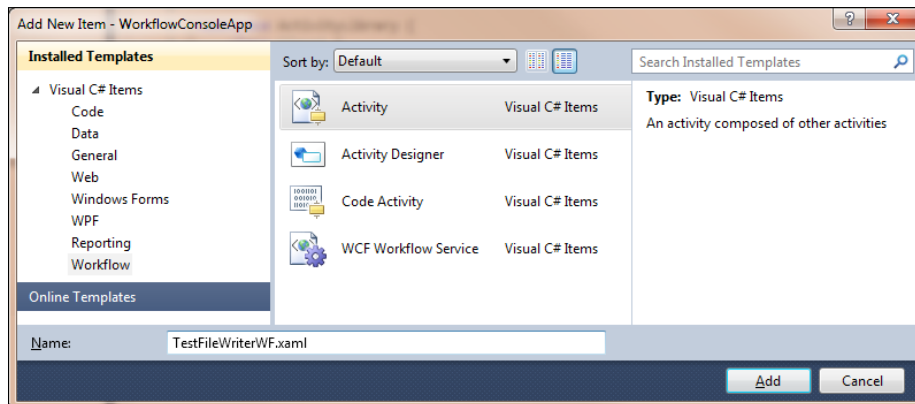 Add New Item - WorkflowConsoleApp
Installed Templates
Visual C# Items
Code
Data
General
Web
Windows Forms
WPF
Reporting
Workflow
Online Templates
Sort by: Default
Activity Visual C# Items
Activity Designer Visual C# Items
Code Activity Visual C# Items
WCF Workflow Service Visual C# Items
Search Installed Templates
Type: Visual C# Items
An activity composed of other activities
Name: TestFileWriterWF.xaml
Add Cancel